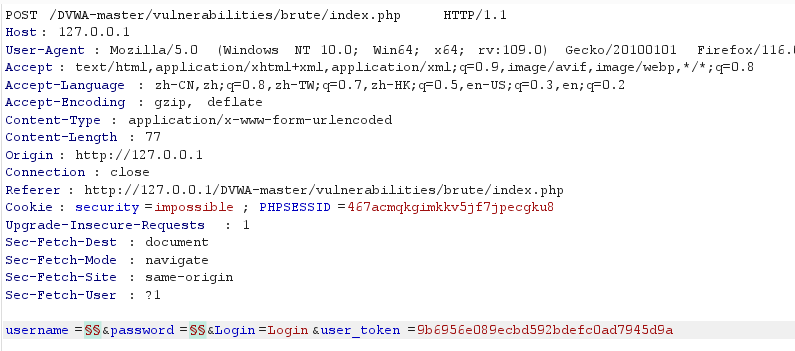 POST /DVWA-master/vulnerabilities/brute/index.php HTTP/1.1
Host: 127.0.0.1
User-Agent: Mozilla/5.0 (Windows NT 10.0; Win64; x64; rv:109.0) Gecko/20100101 Firefox/116.0
Accept: text/html,application/xhtml+xml,application/xml;q=0.9,image/avif,image/webp,*/*;q=0.8
Accept-Language: zh-CN,zh;q=0.8,zh-TW;q=0.7,zh-HK;q=0.5,en-US;q=0.3,en;q=0.2
Accept-Encoding: gzip, deflate
Content-Type: application/x-www-form-urlencoded
Content-Length: 77
Origin: http://127.0.0.1
Connection: close
Referer: http://127.0.0.1/DVWA-master/vulnerabilities/brute/index.php
Cookie: security=impossible; PHPSESSID=467acmqkgimkkv5jf7jpecgku8
Upgrade-Insecure-Requests: 1
Sec-Fetch-Dest: document
Sec-Fetch-Mode: navigate
Sec-Fetch-Site: same-origin
Sec-Fetch-User: ?1
username=§§&password=§§&Login=Login&user_token=9b6956e089ecbd592bdefc0ad7945d9a